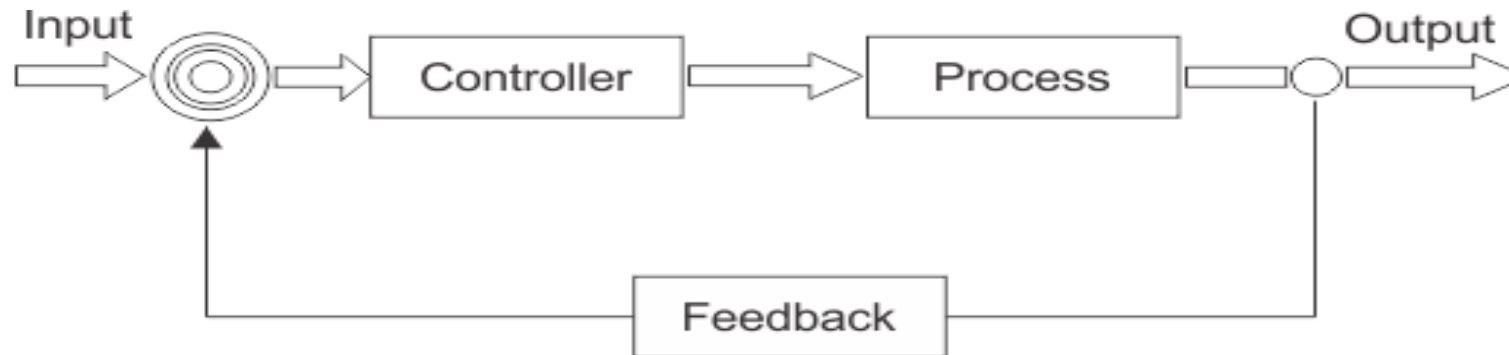 Input
Output
Controller
Process
Feedback